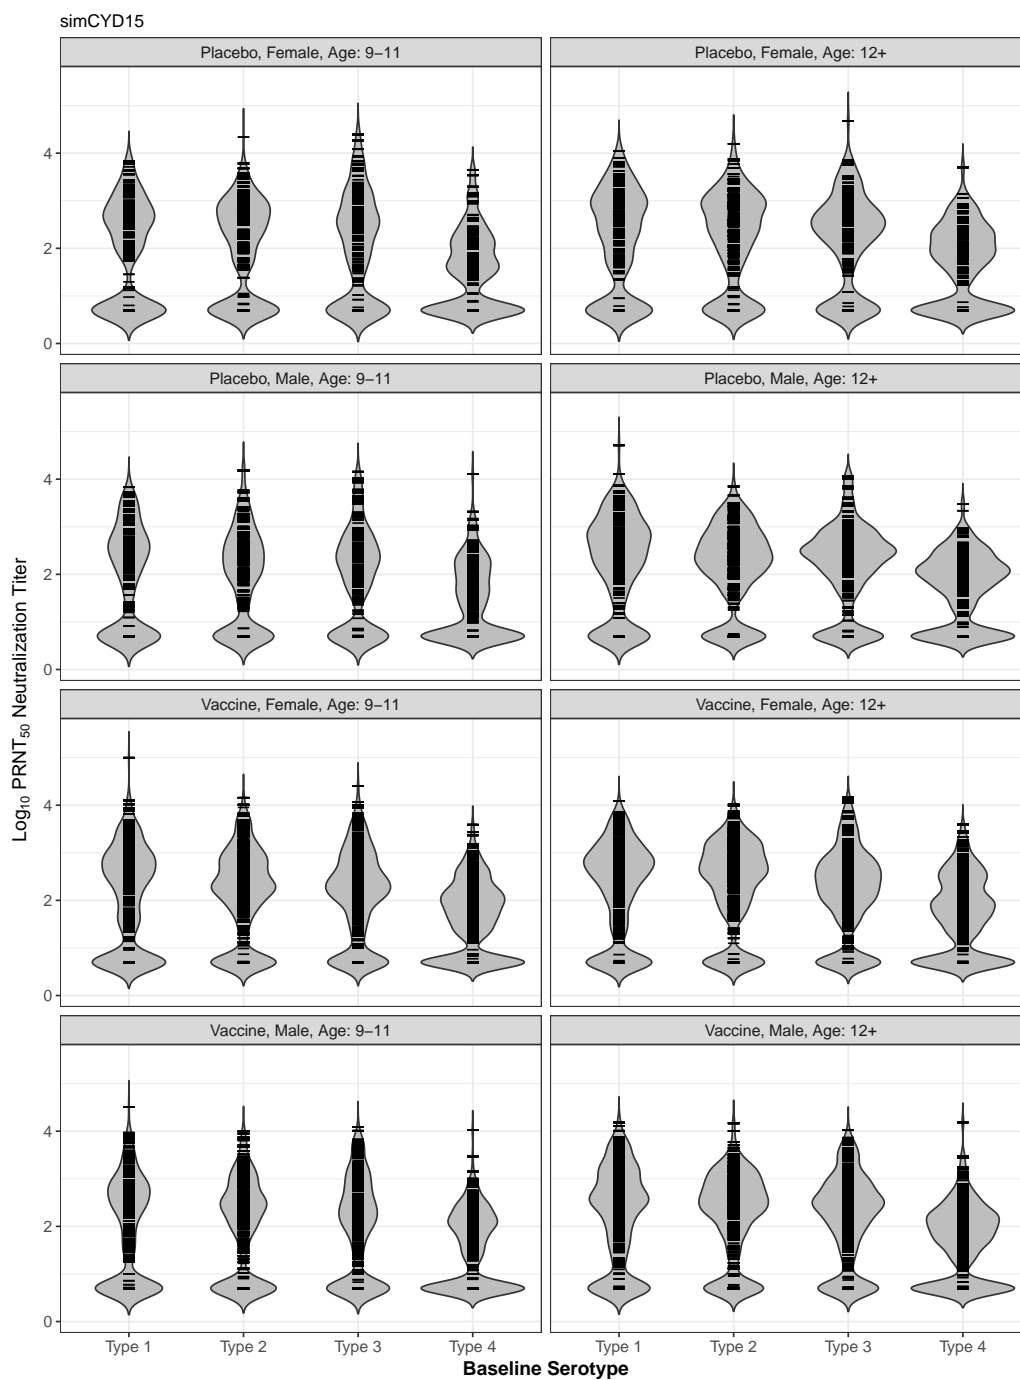 simCYD15
Placebo, Female, Age: 9−11
Placebo, Female, Age: 12+
4
2
0
Placebo, Male, Age: 9−11
Placebo, Male, Age: 12+
4
2
0
Vaccine, Female, Age: 9−11
Vaccine, Female, Age: 12+
4
2
0
Vaccine, Male, Age: 9−11
Vaccine, Male, Age: 12+
4
2
0
Log10 PRNT50 Neutralization Titer
Type 1 Type 2 Type 3 Type 4 Type 1 Type 2 Type 3 Type 4
Baseline Serotype